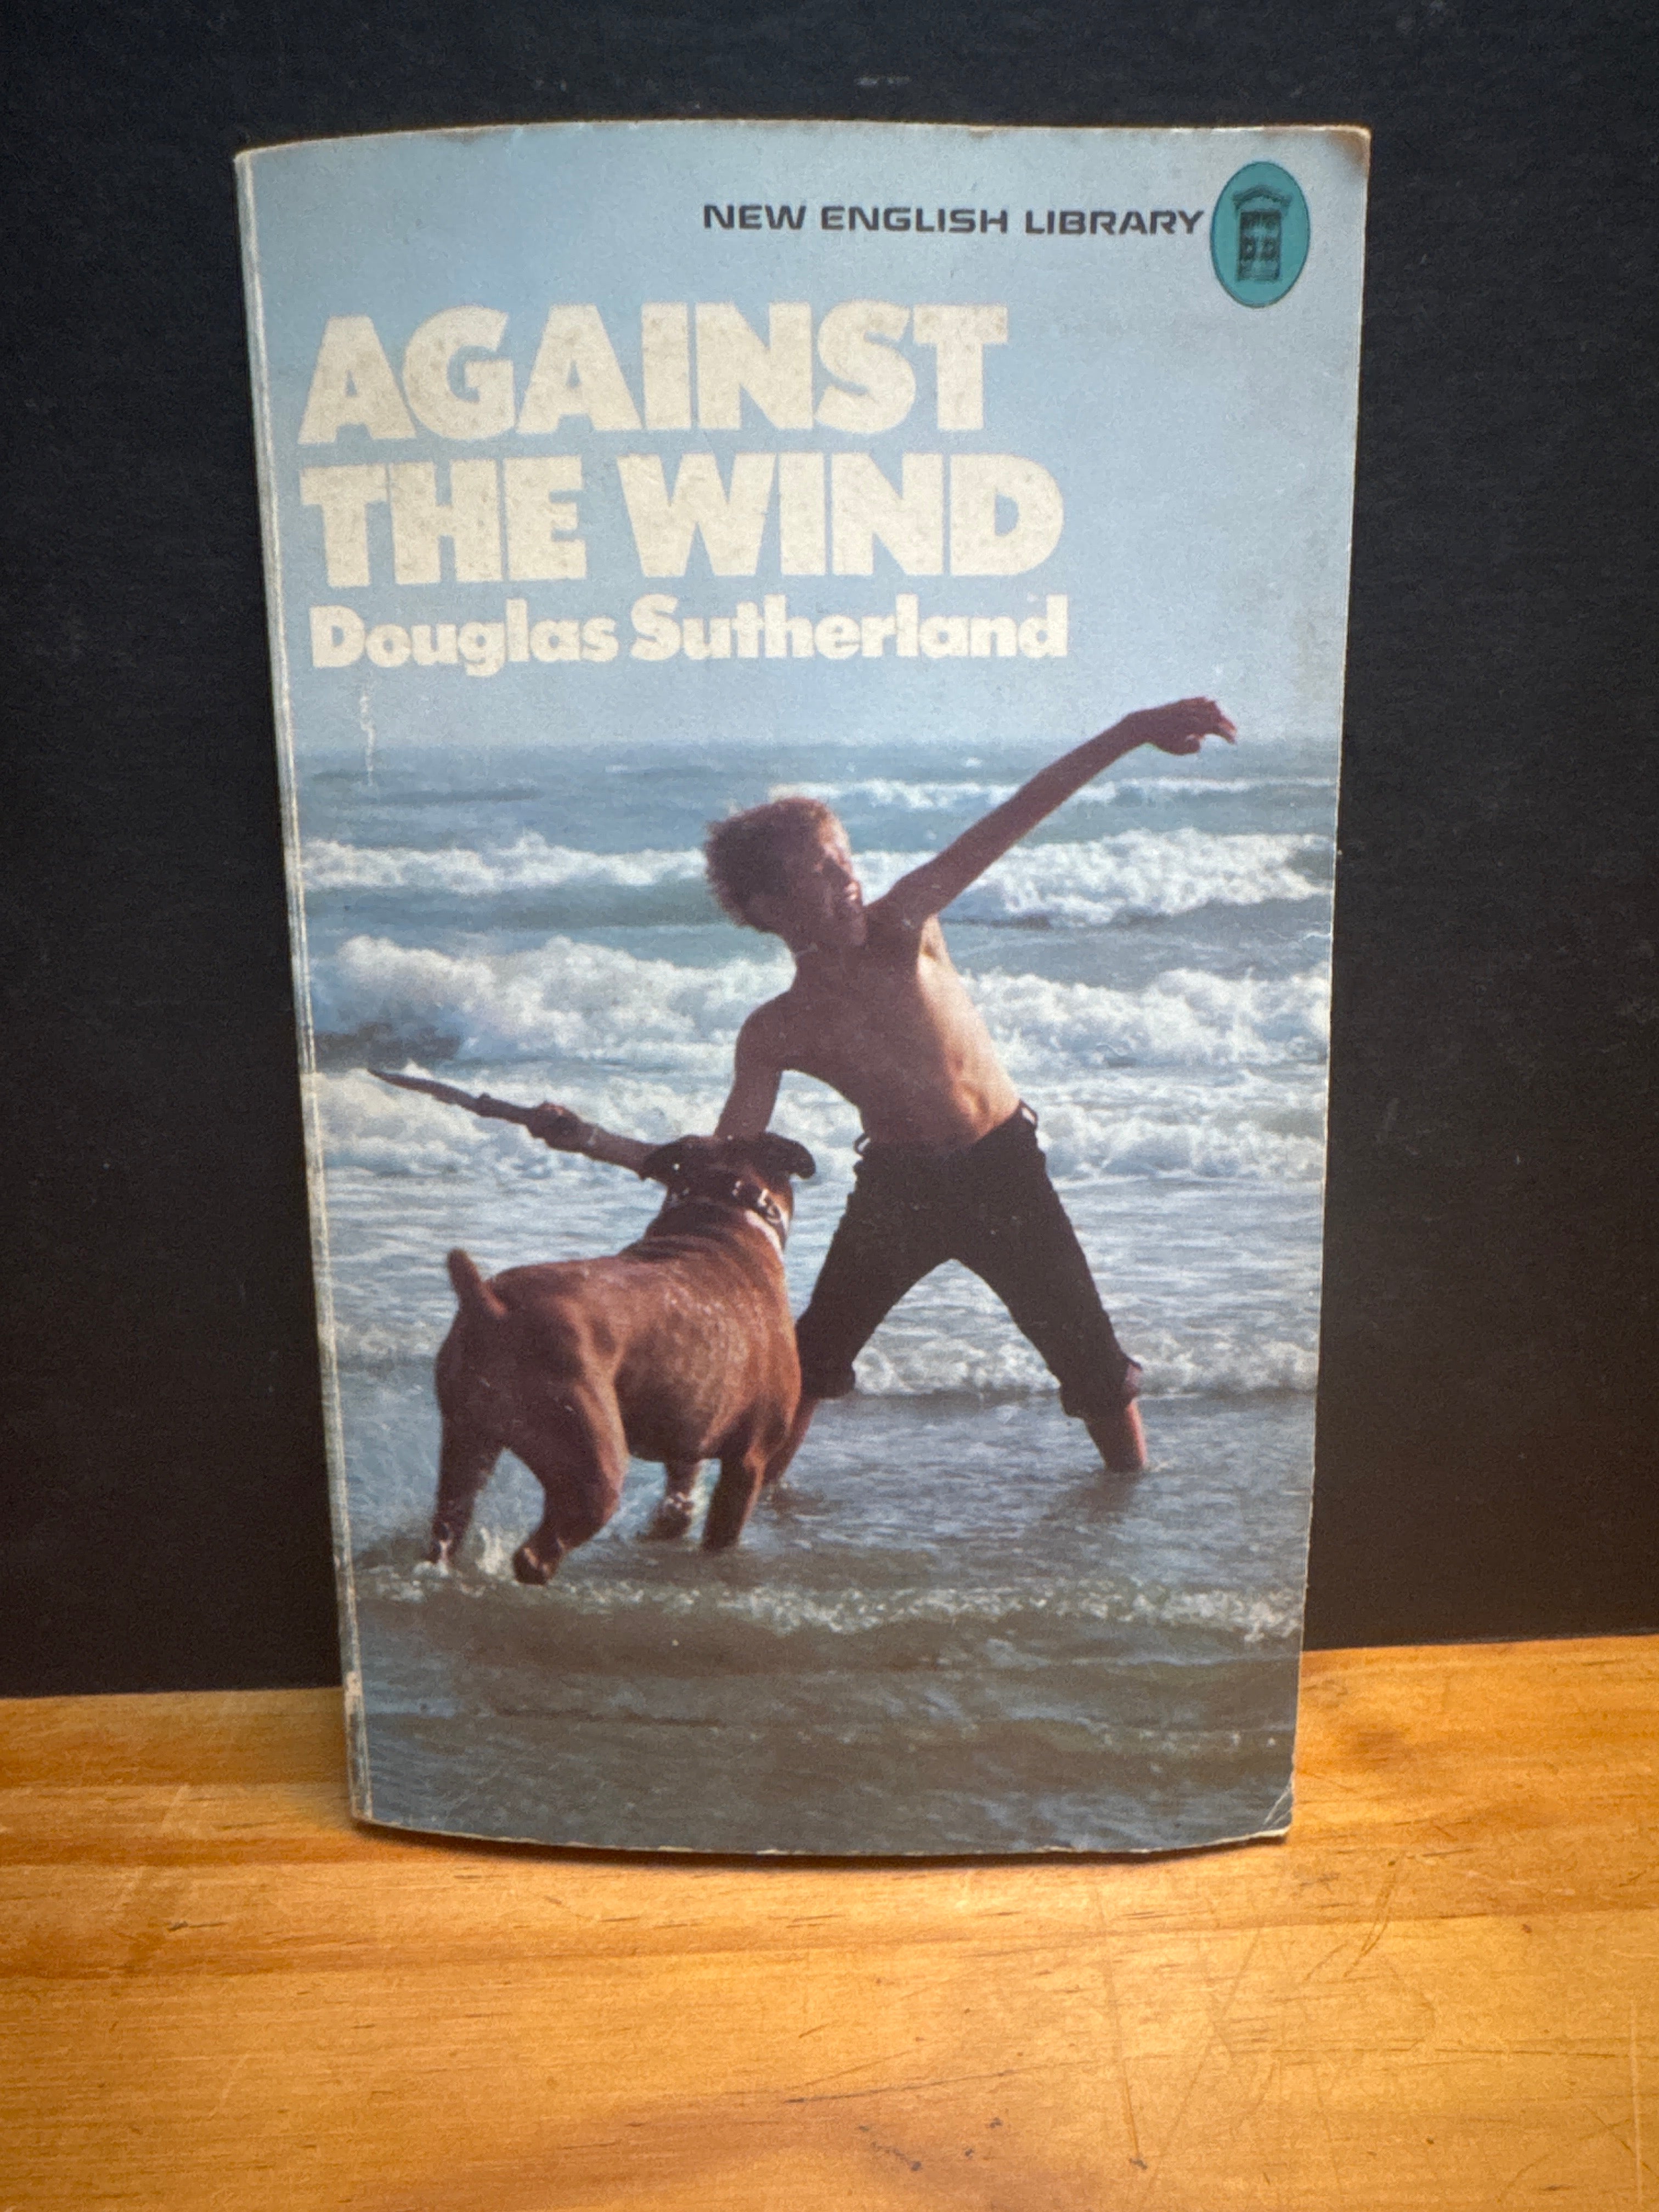 NEW ENGLISH LIBRARY
AGAINST
THE WIND
Douglas Sutherland